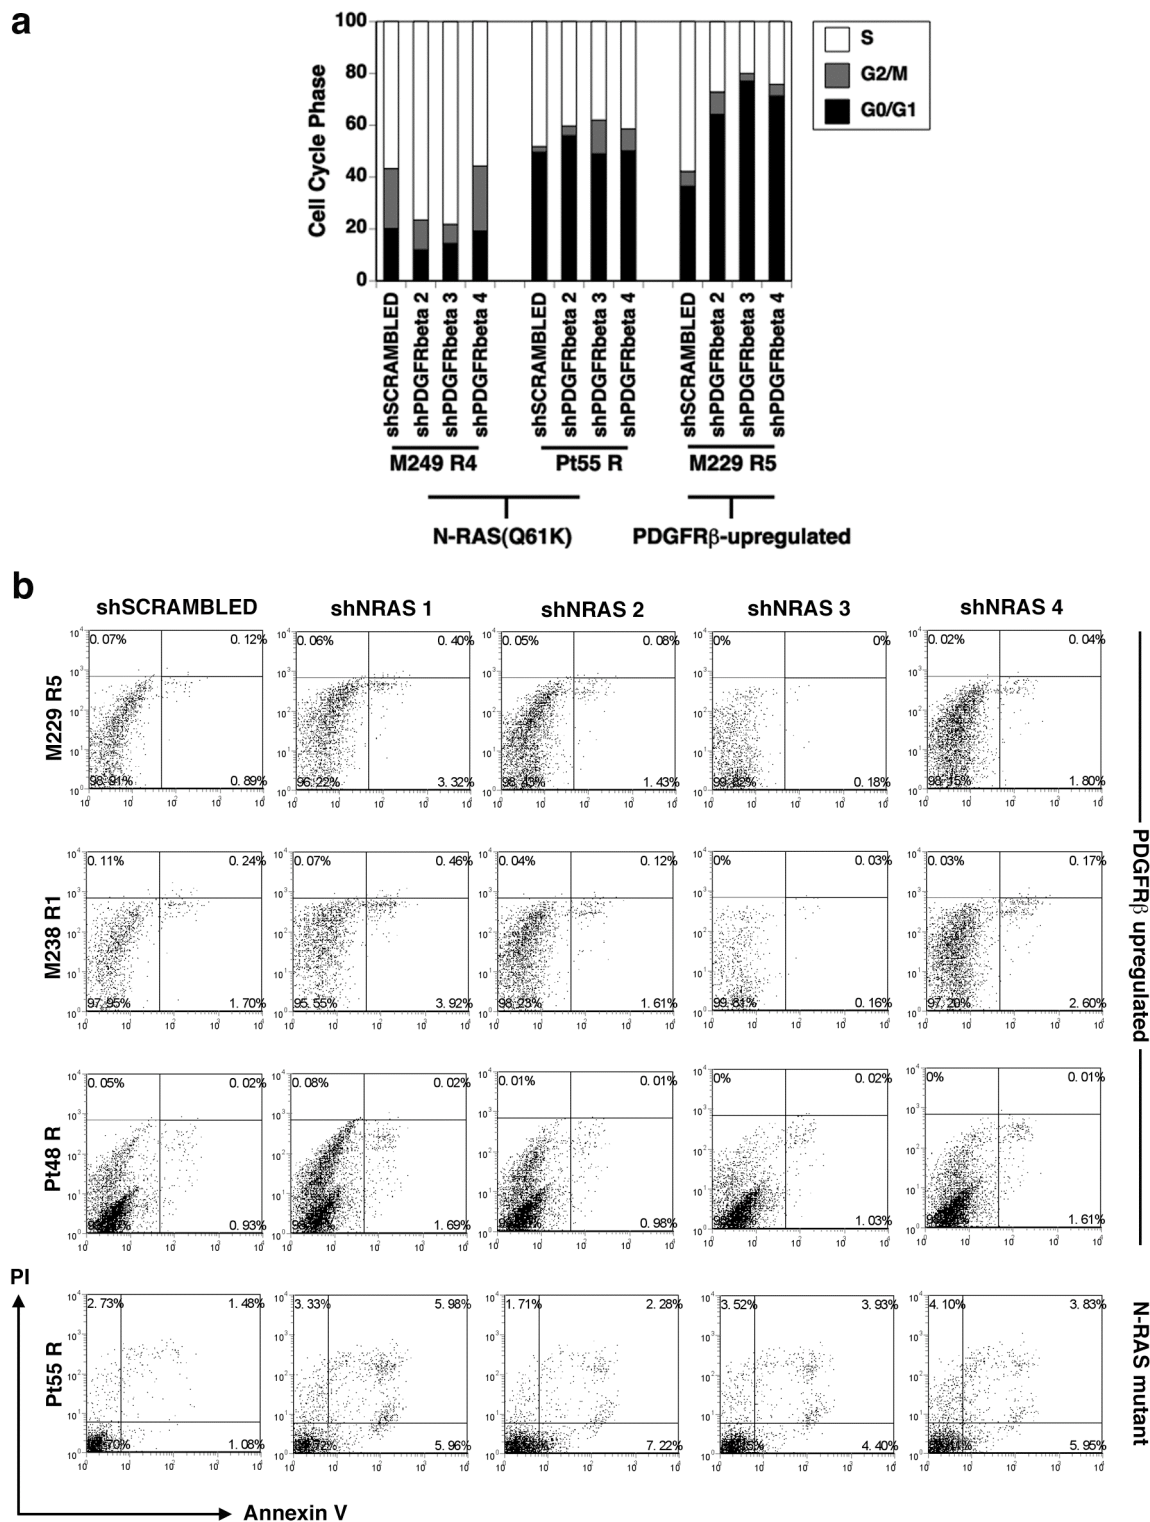 a
Cell Cycle Phase
100
80
60
40
20
0
S
G2/M
G0/G1
shSCRAMBLED
shPDGFRbeta 2
shPDGFRbeta 3
shPDGFRbeta 4
shSCRAMBLED
shPDGFRbeta 2
shPDGFRbeta 3
shPDGFRbeta 4
shSCRAMBLED
shPDGFRbeta 2
shPDGFRbeta 3
shPDGFRbeta 4
M249 R4 Pt55 R M229 R5
N-RAS(Q61K) PDGFRβ-upregulated
b
shSCRAMBLED shNRAS 1 shNRAS 2 shNRAS 3 shNRAS 4
M229 R5
0.07% 0.12% 0.06% 0.40% 0.05% 0.08% 0% 0% 0.02% 0.04%
0.89% 96.22% 3.32% 1.43% 0.18% 1.80%
M238 R1
0.11% 0.24% 0.07% 0.46% 0.04% 0.12% 0% 0.03% 0.03% 0.17%
97.95% 1.70% 95.55% 3.92% 98.23% 1.61% 99.81% 0.16% 97.20% 2.60%
Pt48 R
0.05% 0.02% 0.08% 0.02% 0.01% 0.01% 0% 0.02% 0% 0.01%
0.93% 1.69% 0.98% 1.03% 1.61%
Pt55 R
2.73% 1.48% 3.33% 5.98% 1.71% 2.28% 3.52% 3.93% 4.10% 3.83%
1.08% 5.96% 7.22% 4.40% 5.95%
PDGFRβ upregulated
N-RAS mutant
PI
Annexin V